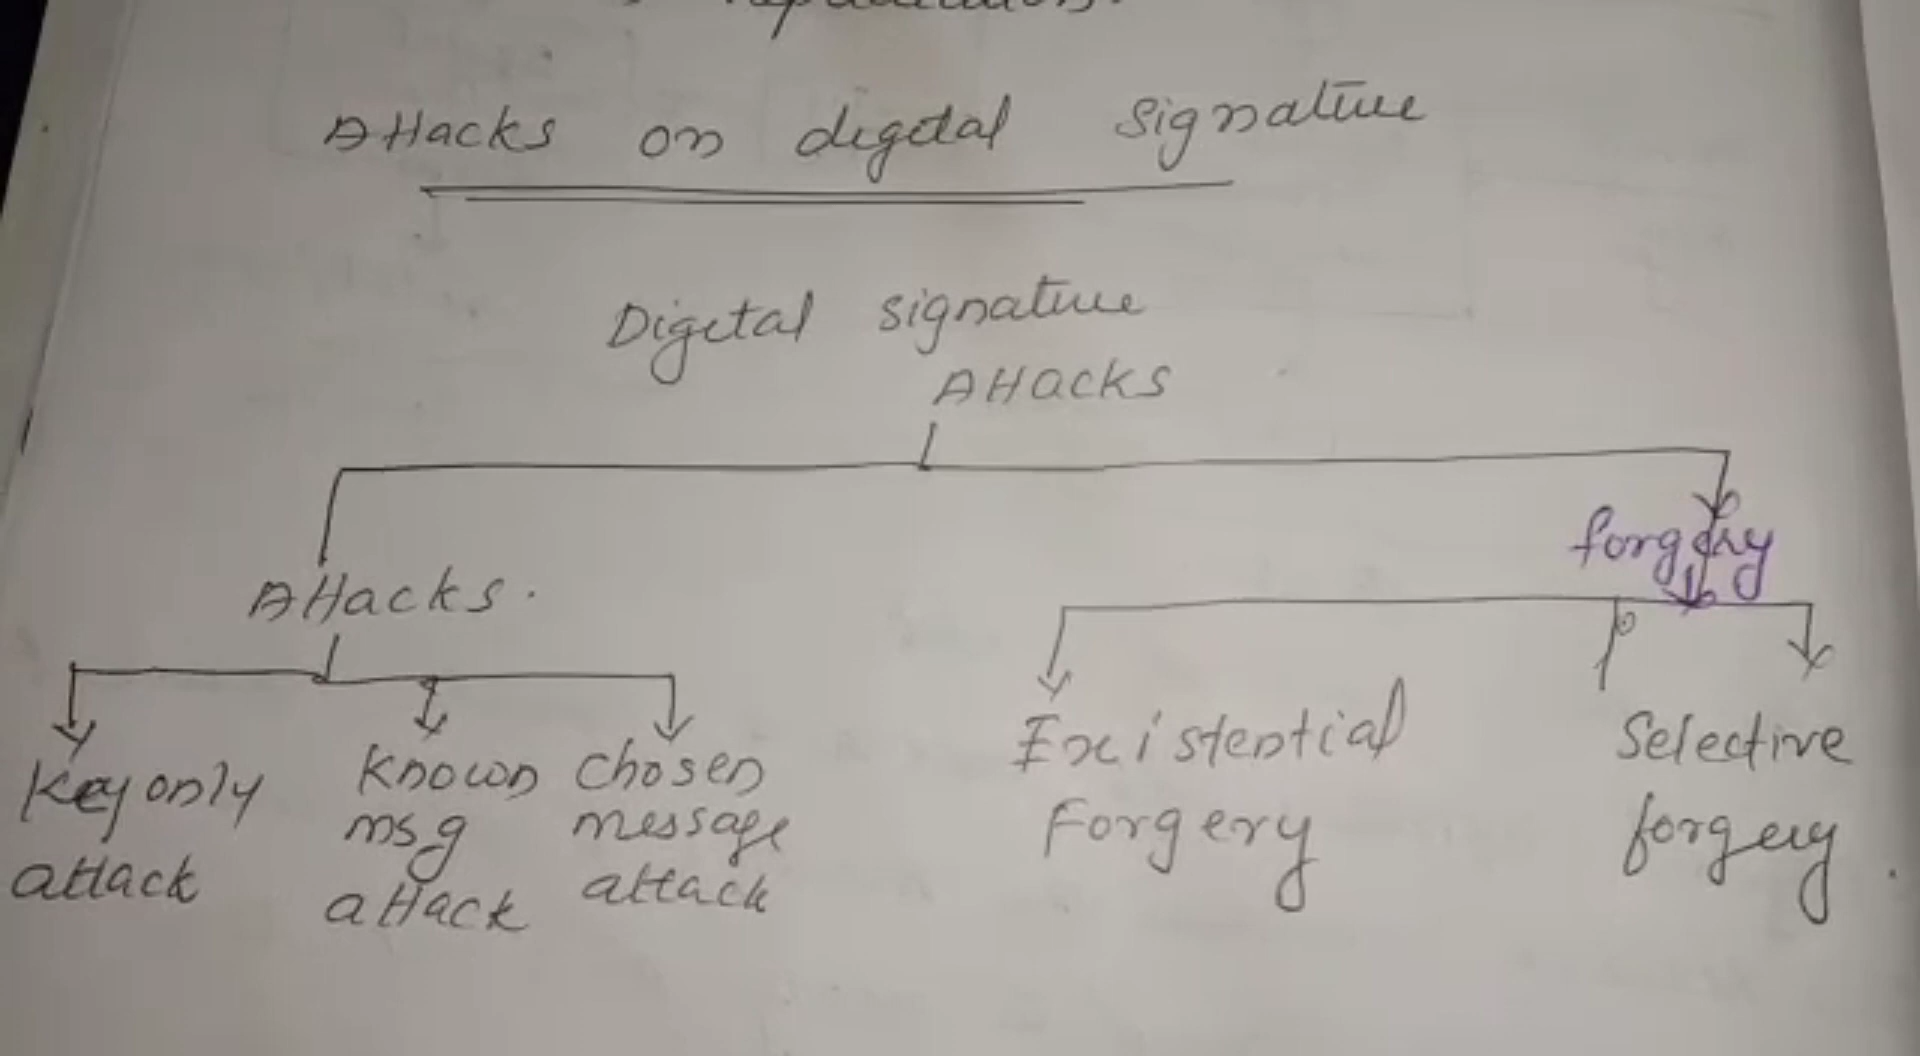 Attacks on digital signature
Digital signature
Attacks
forgery
Attacks.
Key only
attack
known
msg
attack
chosen
message
attack
Existential
Forgery
Selective
forgery